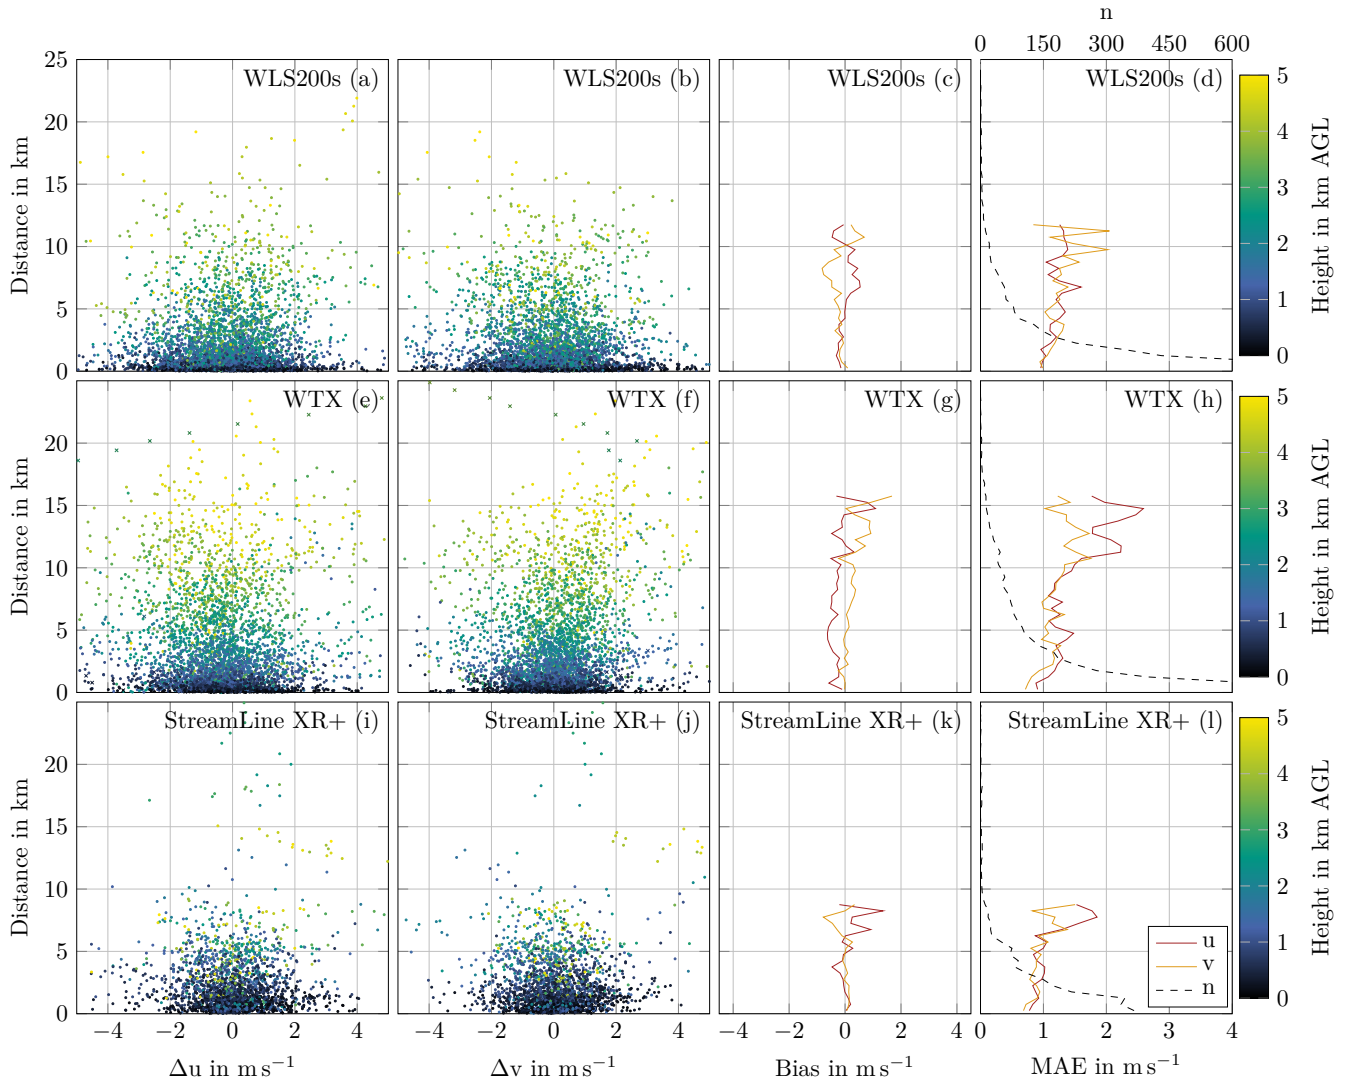 n
0 150 300 450 600
25
20
15
10
5
0
Distance in km
WLS200s (a)
WLS200s (b)
WLS200s (c)
WLS200s (d)
5
4
3
2
1
0
Height in km AGL
20
15
10
5
0
Distance in km
WTX (e)
WTX (f)
WTX (g)
WTX (h)
5
4
3
2
1
0
Height in km AGL
20
15
10
5
0
Distance in km
StreamLine XR+ (i)
StreamLine XR+ (j)
StreamLine XR+ (k)
StreamLine XR+ (l)
u
v
n
5
4
3
2
1
0
Height in km AGL
−4 −2 0 2 4
−4 −2 0 2 4
−4 −2 0 2 4
0 1 2 3 4
Δu in m s⁻¹
Δv in m s⁻¹
Bias in m s⁻¹
MAE in m s⁻¹